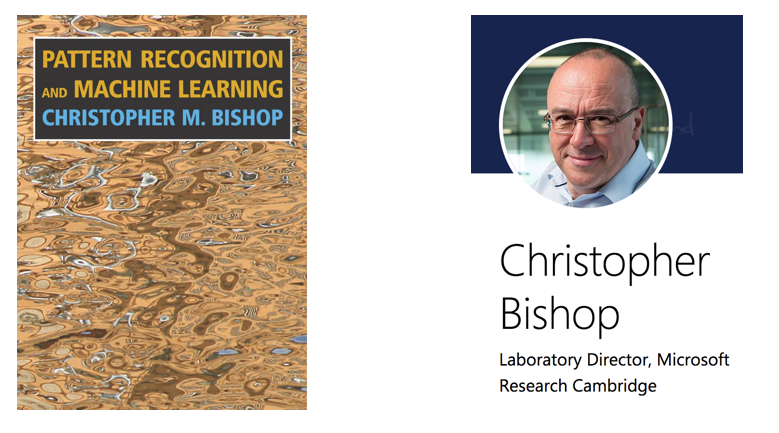 PATTERN RECOGNITION
AND MACHINE LEARNING
CHRISTOPHER M. BISHOP
Christopher
Bishop
Laboratory Director, Microsoft
Research Cambridge